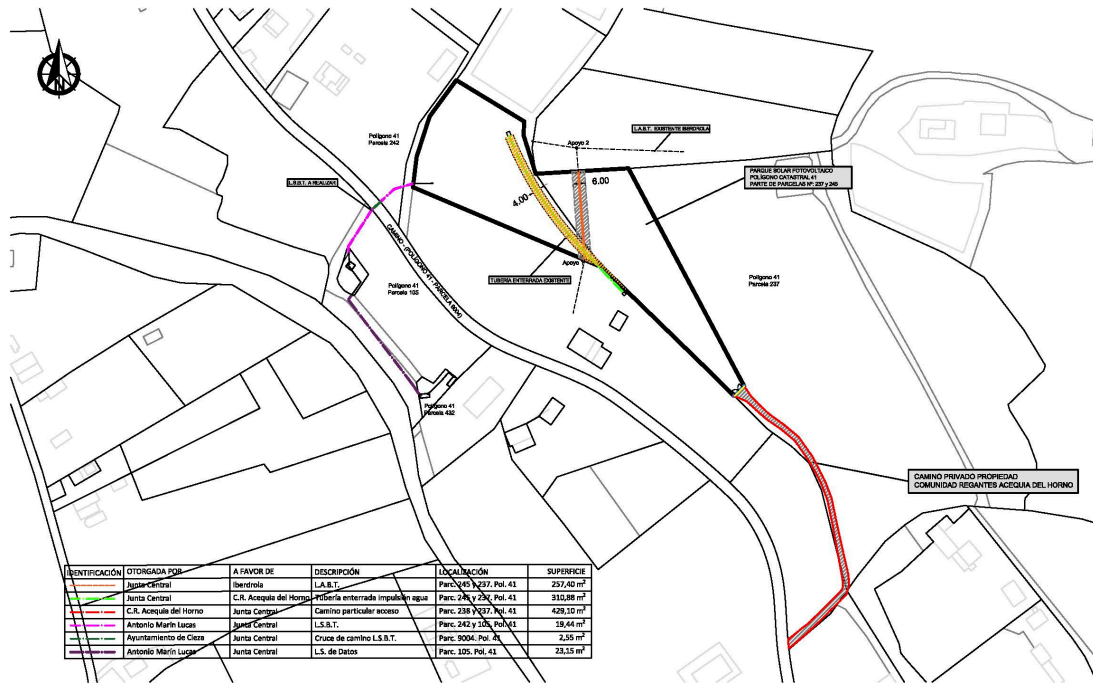 L.A.B.T. EXISTENTE IBERDROLA
Polígono 41
Parcela 242
Apoyo 2
L.S.B.T. A REALIZAR
6.00
4.00
PARQUE SOLAR FOTOVOLTAICO
POLÍGONO CATASTRAL 41
PARTE DE PARCELAS Nº: 237 y 245
CAMINO - (POLÍGONO 41 - PARCELA 9004)
Apoyo
TUBERÍA ENTERRADA EXISTENTE
Polígono 41
Parcela 237
Polígono 41
Parcela 105
Polígono 41
Parcela 432
CAMINO PRIVADO PROPIEDAD
COMUNIDAD REGANTES ACEQUIA DEL HORNO
IDENTIFICACIÓN OTORGADA POR A FAVOR DE DESCRIPCIÓN LOCALIZACIÓN SUPERFICIE
Junta Central Iberdrola L.A.B.T. Parc. 245 y 237. Pol. 41 257,40 m²
Junta Central C.R. Acequia del Horno Tubería enterrada impulsión agua Parc. 245 y 237. Pol. 41 310,88 m²
C.R. Acequia del Horno Junta Central Camino particular acceso Parc. 238 y 237. Pol. 41 429,10 m²
Antonio Marín Lucas Junta Central L.S.B.T. Parc. 242 y 105. Pol. 41 19,44 m²
Ayuntamiento de Cieza Junta Central Cruce de camino L.S.B.T. Parc. 9004. Pol. 41 2,55 m²
Antonio Marín Lucas Junta Central L.S. de Datos Parc. 105. Pol. 41 23,15 m²